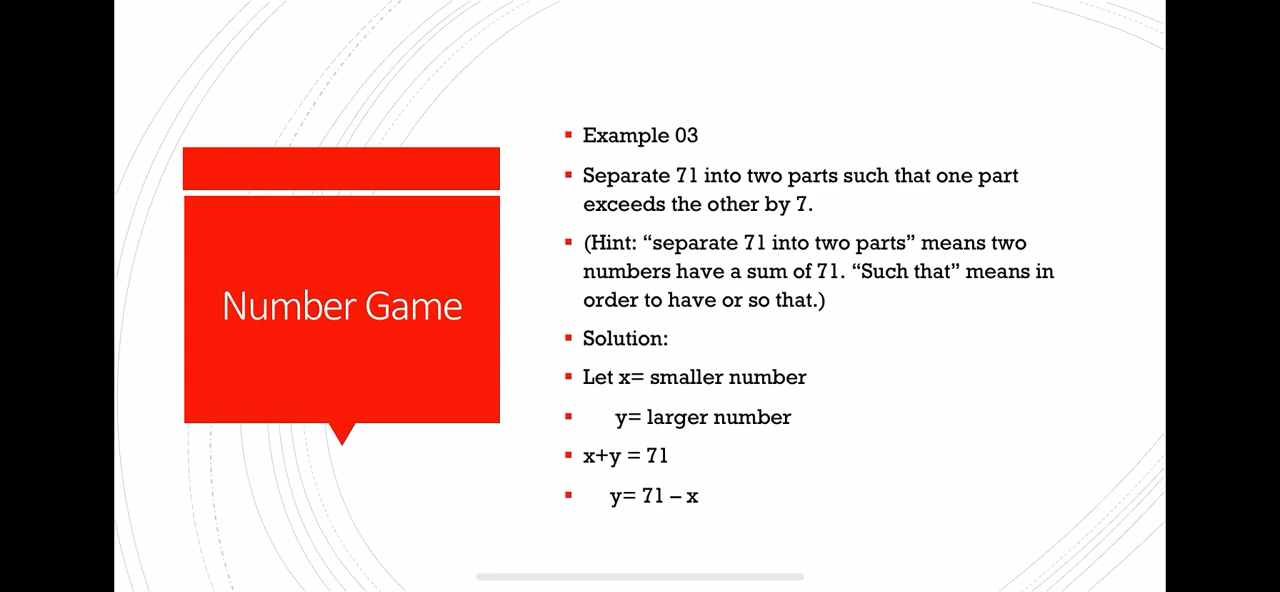 Number Game
Example 03
Separate 71 into two parts such that one part
exceeds the other by 7.
(Hint: “separate 71 into two parts” means two
numbers have a sum of 71. “Such that” means in
order to have or so that.)
Solution:
Let x= smaller number
y= larger number
x+y = 71
y= 71 – x